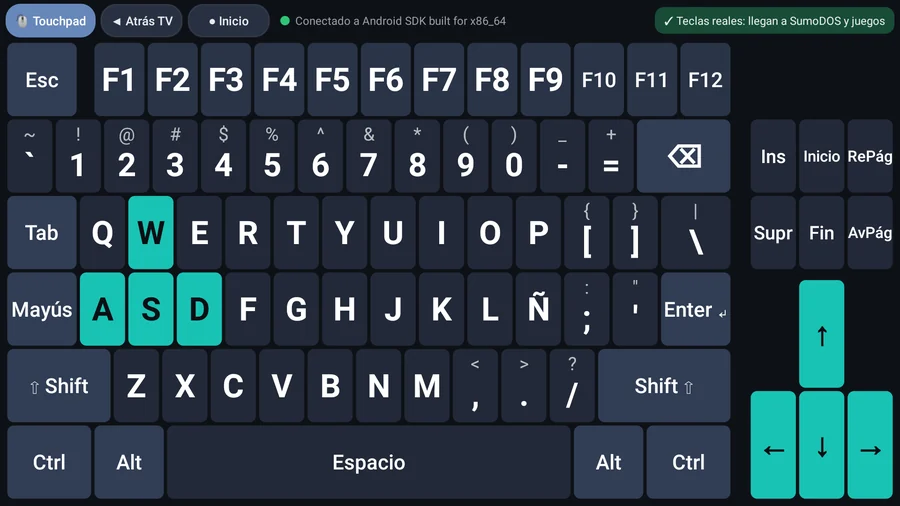 🖱️ Touchpad ◄ Atrás TV ● Inicio Conectado a Android SDK built for x86_64 ✓ Teclas reales: llegan a SumoDOS y juegos
Esc F1 F2 F3 F4 F5 F6 F7 F8 F9 F10 F11 F12
~ ! @ # $ % ^ & * ( ) _ +
` 1 2 3 4 5 6 7 8 9 0 - = ⌫ Ins Inicio RePág
{ } |
Tab Q W E R T Y U I O P [ ] \ Supr Fin AvPág
: "
Mayús A S D F G H J K L Ñ ; ' Enter ↲
↑
< > ?
⇧ Shift Z X C V B N M , . / Shift ⇧
Ctrl Alt Espacio Alt Ctrl ← ↓ →